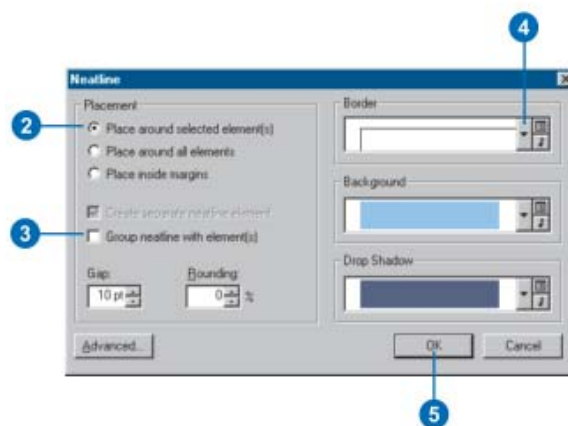 4
Neatline
Placement
2
Place around selected element(s)
Place around all elements
Place inside margins
Create separate neatline element
3
Group neatline with element(s)
Gap:
Rounding:
10 pt
0 %
Advanced...
Border
Background
Drop Shadow
OK
Cancel
5